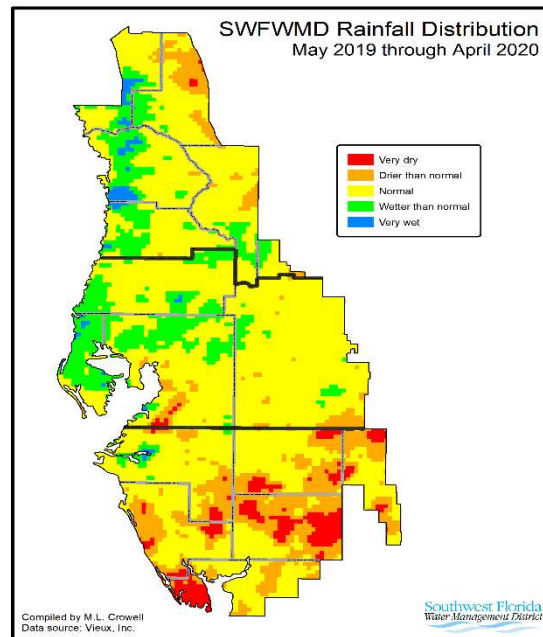 SWFWMD Rainfall Distribution
May 2019 through April 2020
Very dry
Drier than normal
Normal
Wetter than normal
Very wet
Compiled by M.L. Crowell
Data source: Vieux, Inc.
Southwest Florida
Water Management District